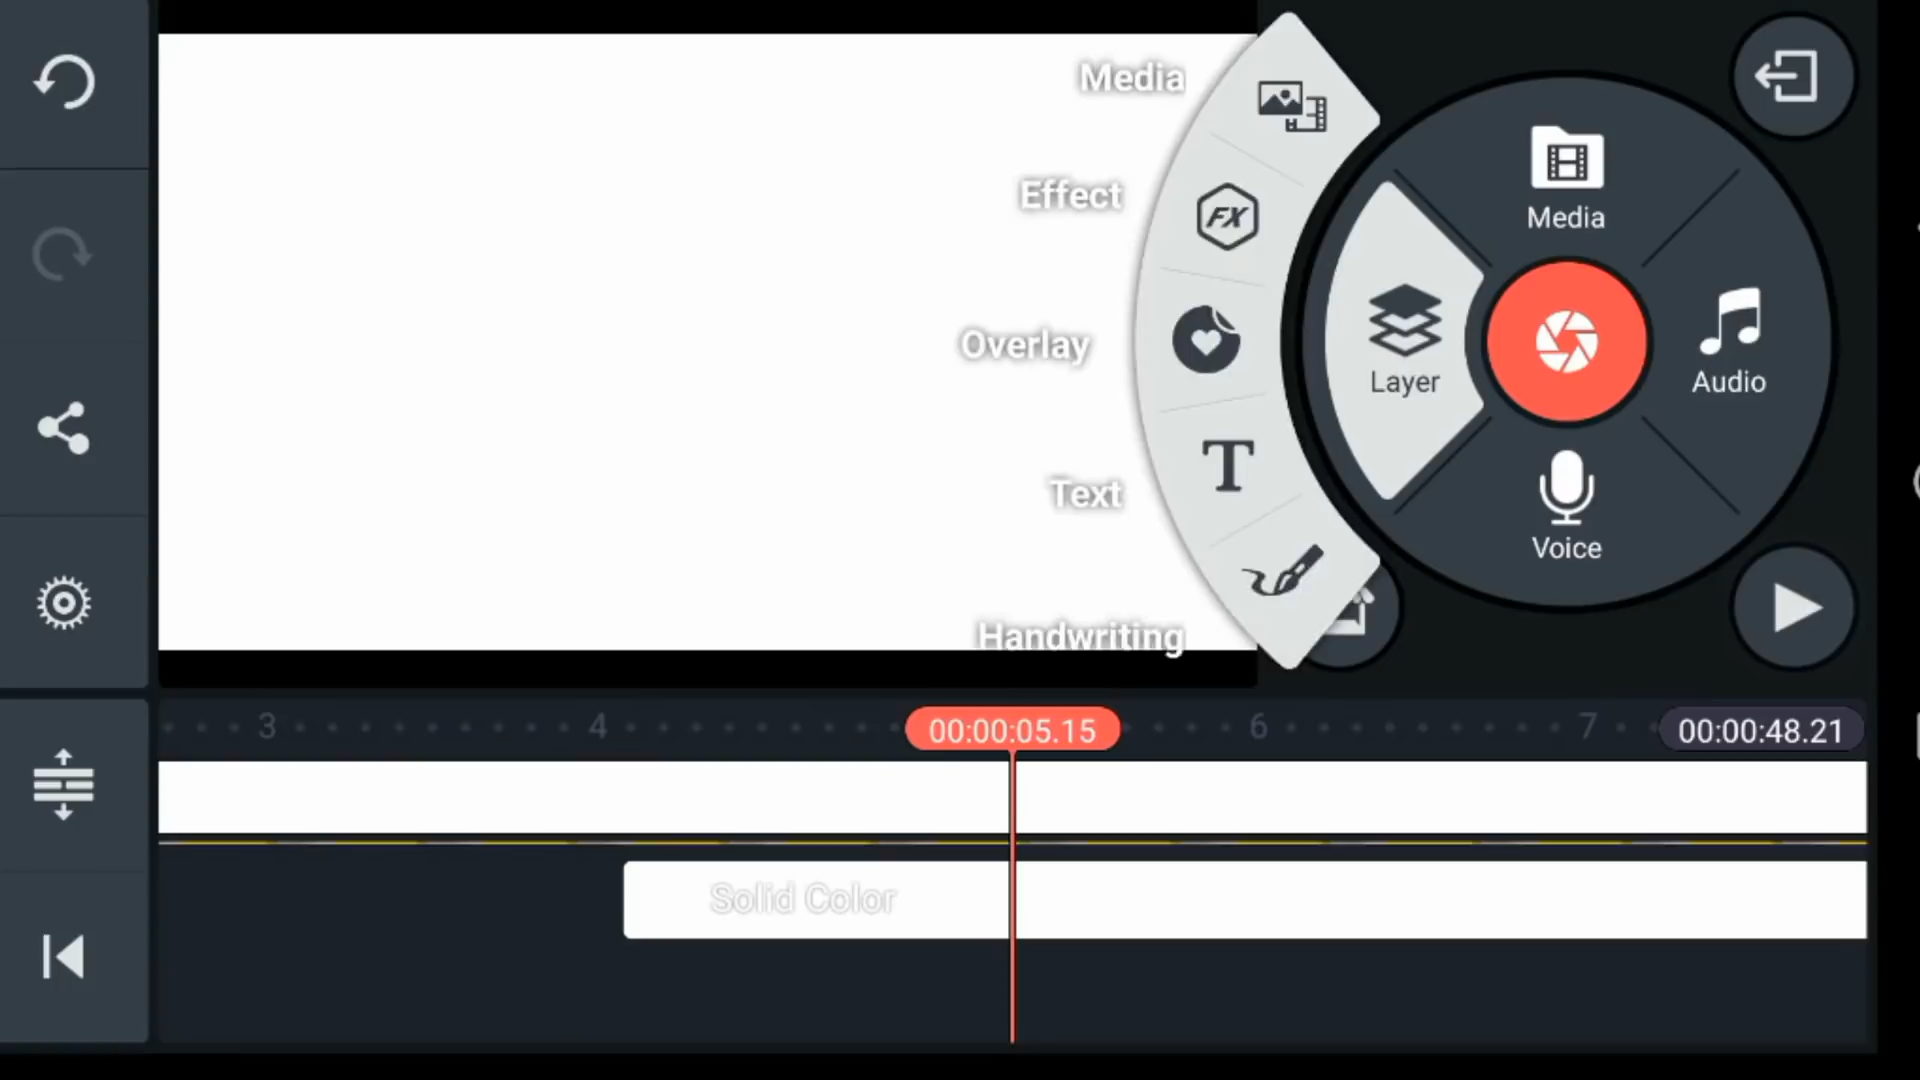 Media
Effect
Overlay
Text
Handwriting
FX
T
Media
Layer
Audio
Voice
3
4
00:00:05.15
6
7
00:00:48.21
Solid Color